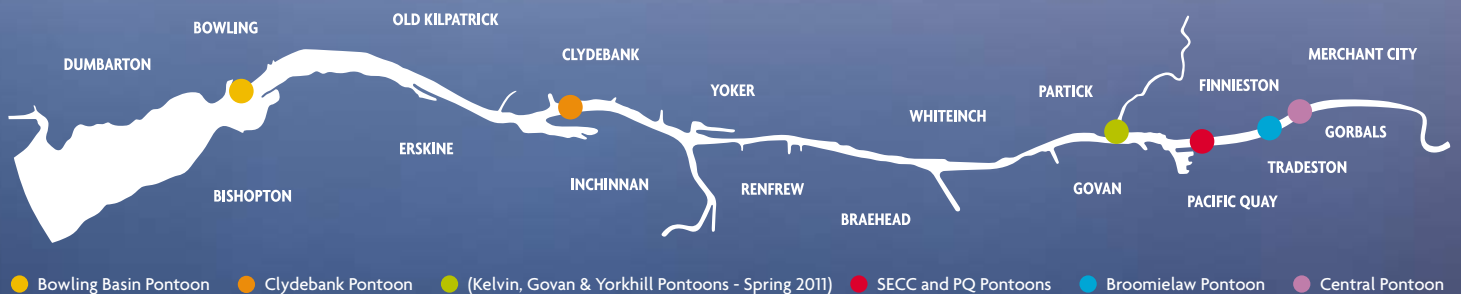 OLD KILPATRICK
BOWLING
DUMBARTON
CLYDEBANK
MERCHANT CITY
YOKER
PARTICK
FINNIESTON
WHITEINCH
ERSKINE
GORBALS
TRADESTON
BISHOPTON
INCHINNAN
RENFREW
GOVAN
PACIFIC QUAY
BRAEHEAD
Bowling Basin Pontoon Clydebank Pontoon (Kelvin, Govan & Yorkhill Pontoons - Spring 2011) SECC and PQ Pontoons Broomielaw Pontoon Central Pontoon